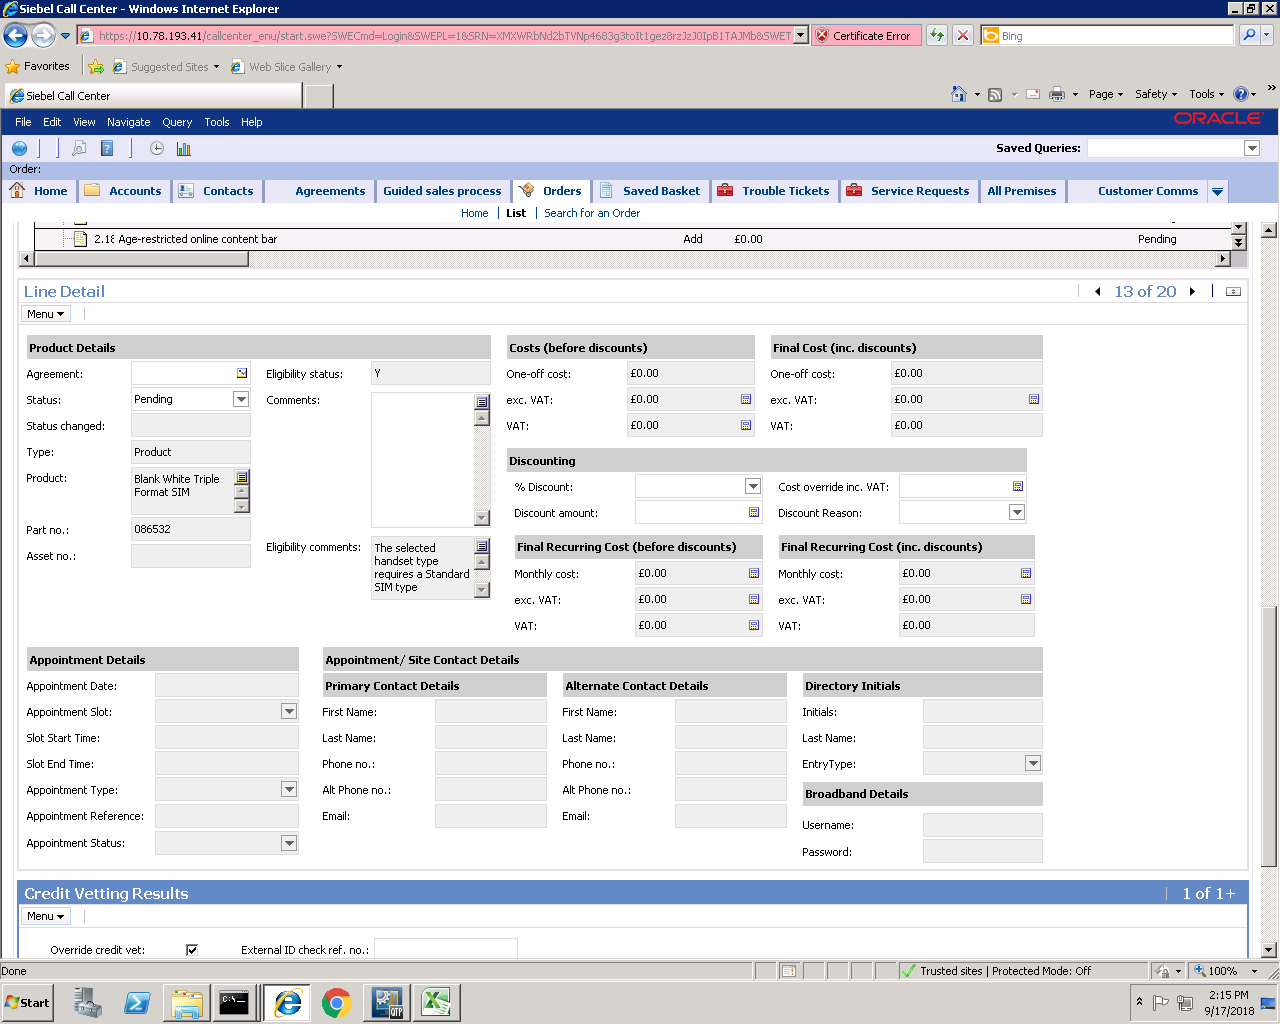 Siebel Call Center - Windows Internet Explorer
https://10.78.193.41/callcenter_enu/start.swe?SWECmd=Login&SWEPL=1&SRN=XMXWRbNd2bTVNp4683g3toIt1gez8rzJzJ0IpB1TAJMb&SWET
Certificate Error
Bing
Favorites
Suggested Sites
Web Slice Gallery
Siebel Call Center
Page
Safety
Tools
File Edit View Navigate Query Tools Help
ORACLE
Saved Queries:
Order:
Home Accounts Contacts Agreements Guided sales process Orders Saved Basket Trouble Tickets Service Requests All Premises Customer Comms
Home | List | Search for an Order
2.18 Age-restricted online content bar Add £0.00 Pending
Line Detail 13 of 20
Menu
Product Details Costs (before discounts) Final Cost (inc. discounts)
Agreement: Eligibility status: Y One-off cost: £0.00 One-off cost: £0.00
Status: Pending Comments: exc. VAT: £0.00 exc. VAT: £0.00
Status changed: VAT: £0.00 VAT: £0.00
Type: Product
Discounting
Product: Blank White Triple Format SIM
% Discount: Cost override inc. VAT:
Discount amount: Discount Reason:
Part no.: 086532
Asset no.:
Eligibility comments: The selected handset type requires a Standard SIM type
Final Recurring Cost (before discounts) Final Recurring Cost (inc. discounts)
Monthly cost: £0.00 Monthly cost: £0.00
exc. VAT: £0.00 exc. VAT: £0.00
VAT: £0.00 VAT: £0.00
Appointment Details Appointment/ Site Contact Details
Appointment Date: Primary Contact Details Alternate Contact Details Directory Initials
Appointment Slot: First Name: First Name: Initials:
Slot Start Time: Last Name: Last Name: Last Name:
Slot End Time: Phone no.: Phone no.: EntryType:
Appointment Type: Alt Phone no.: Alt Phone no.: Broadband Details
Appointment Reference: Email: Email: Username:
Appointment Status: Password:
Credit Vetting Results 1 of 1+
Menu
Override credit vet: External ID check ref. no.:
Done Trusted sites | Protected Mode: Off 100%
Start
C:\.
QTP
2:15 PM
9/17/2018